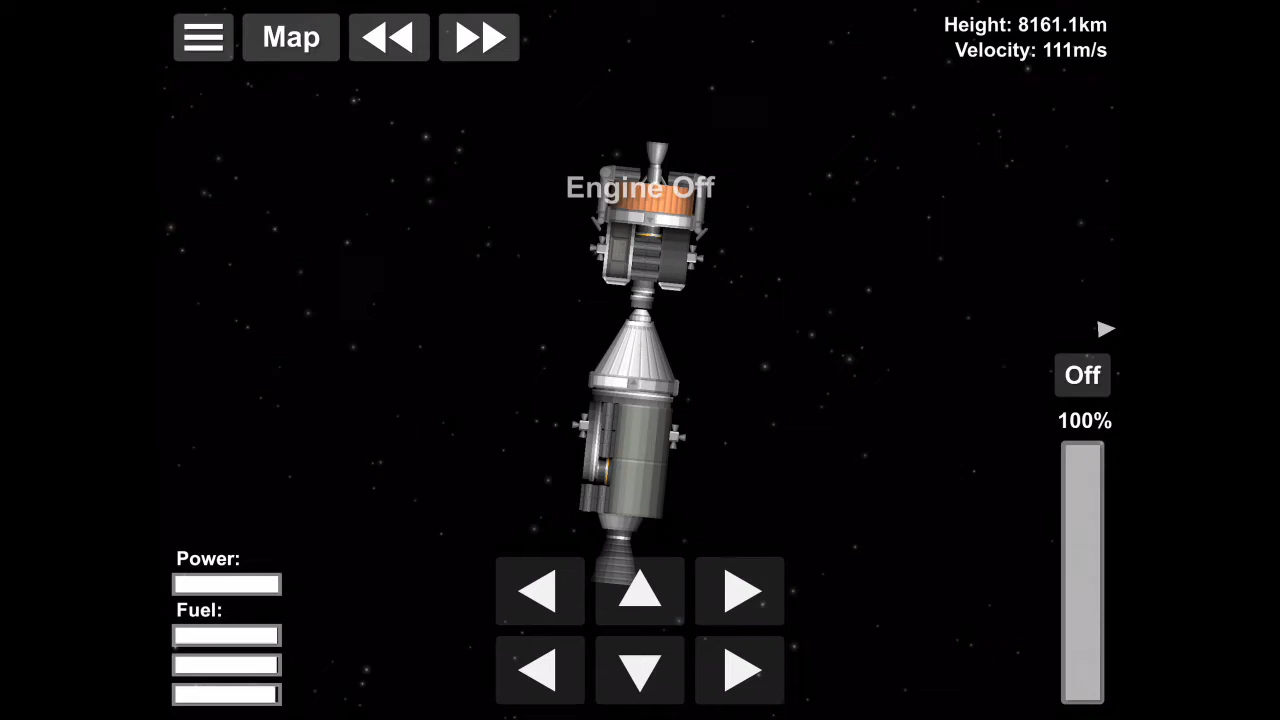 Map
Height: 8161.1km
Velocity: 111m/s
Engine Off
Off
100%
Power:
Fuel: